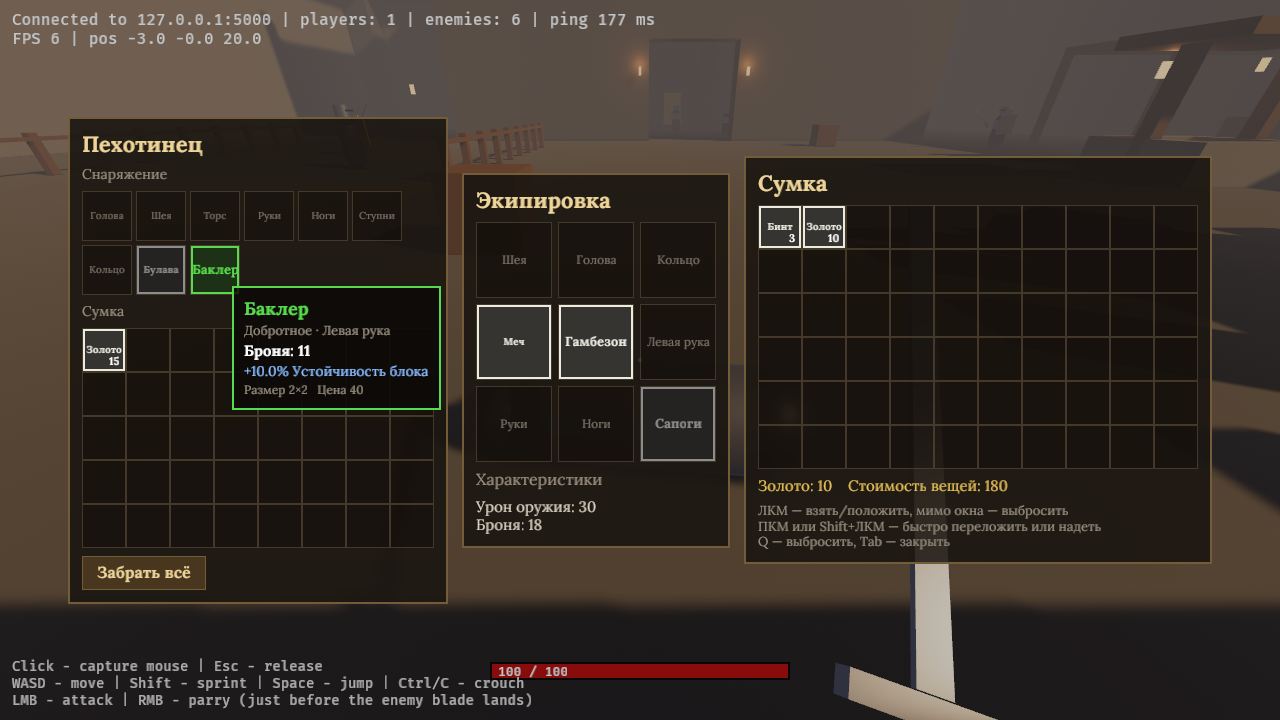 Connected to 127.0.0.1:5000 | players: 1 | enemies: 6 | ping 177 ms
FPS 6 | pos -3.0 -0.0 20.0
Пехотинец
Снаряжение
Голова
Шея
Торс
Руки
Ноги
Ступни
Кольцо
Булава
Баклер
Сумка
Золото
15
Баклер
Добротное · Левая рука
Броня: 11
+10.0% Устойчивость блока
Размер 2×2 Цена 40
Забрать всё
Экипировка
Шея
Голова
Кольцо
Меч
Гамбезон
Левая рука
Руки
Ноги
Сапоги
Характеристики
Урон оружия: 30
Броня: 18
Сумка
Бинт
3
Золото
10
Золото: 10 Стоимость вещей: 180
ЛКМ — взять/положить, мимо окна — выбросить
ПКМ или Shift+ЛКМ — быстро переложить или надеть
Q — выбросить, Tab — закрыть
100 / 100
Click - capture mouse | Esc - release
WASD - move | Shift - sprint | Space - jump | Ctrl/C - crouch
LMB - attack | RMB - parry (just before the enemy blade lands)